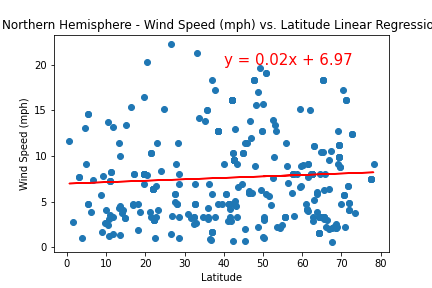 Northern Hemisphere - Wind Speed (mph) vs. Latitude Linear Regressio
y = 0.02x + 6.97
Wind Speed (mph)
20
15
10
5
0
0 10 20 30 40 50 60 70 80
Latitude